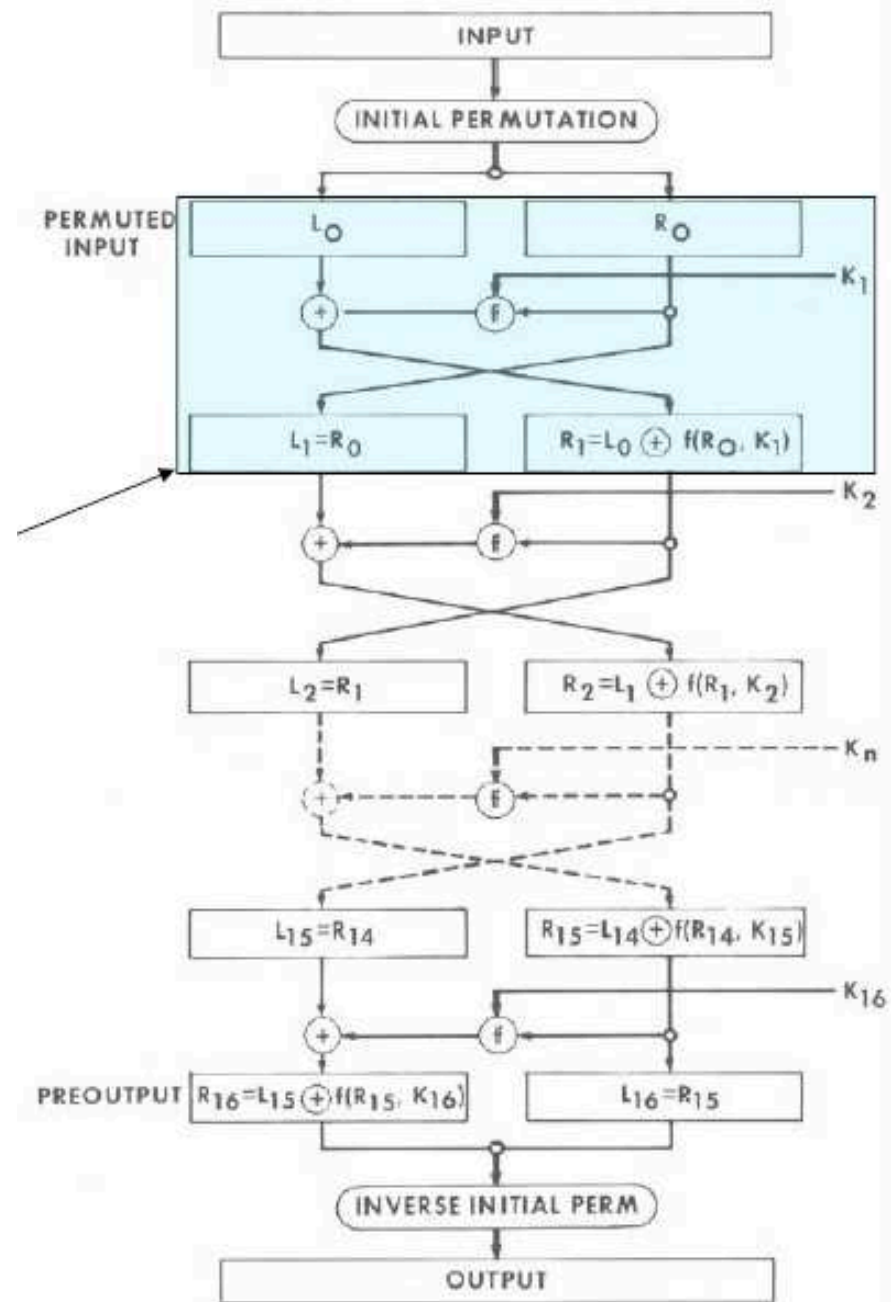 INPUT
INITIAL PERMUTATION
PERMUTED
INPUT
L₀
R₀
K₁
+
f
L₁=R₀
R₁=L₀ ⊕ f(R₀, K₁)
K₂
+
f
L₂=R₁
R₂=L₁ ⊕ f(R₁, K₂)
Kₙ
+
f
L₁₅=R₁₄
R₁₅=L₁₄⊕f(R₁₄, K₁₅)
K₁₆
+
f
PREOUTPUT
R₁₆=L₁₅⊕f(R₁₅, K₁₆)
L₁₆=R₁₅
INVERSE INITIAL PERM
OUTPUT